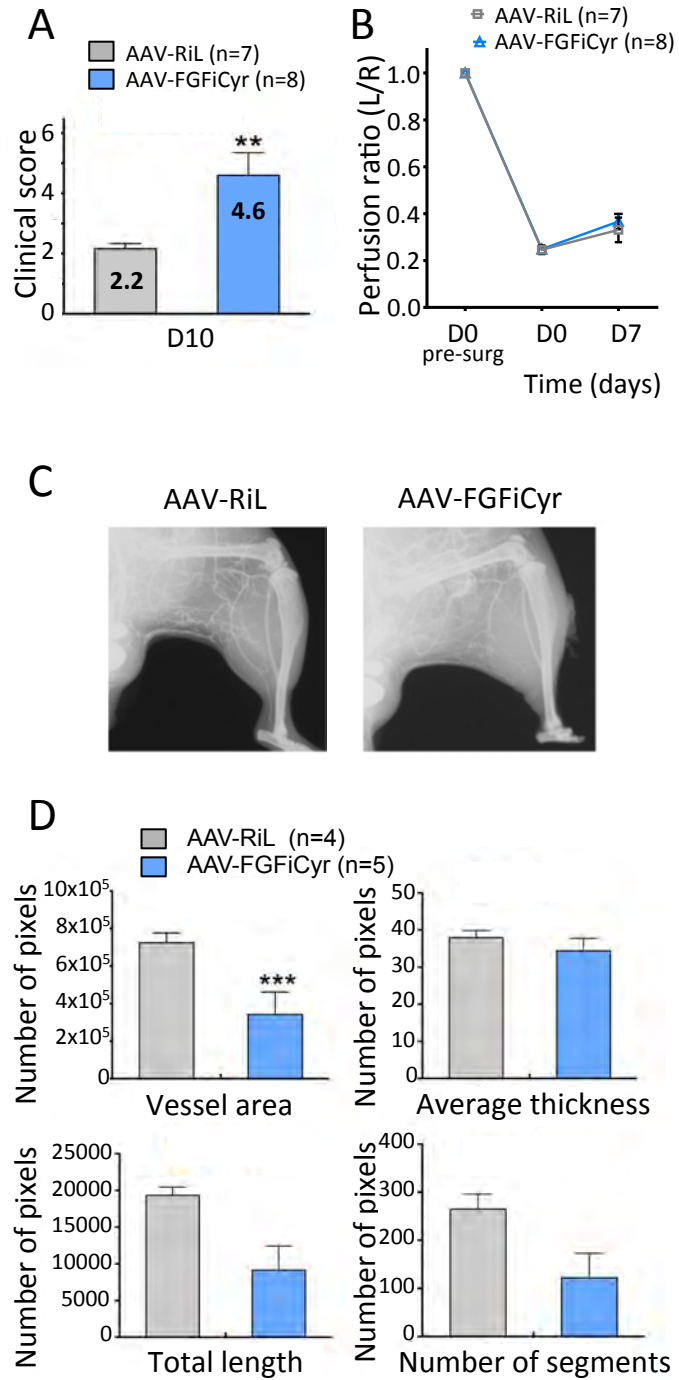 A
AAV-RiL (n=7)
AAV-FGFiCyr (n=8)
Clinical score
6
4
2
0
**
2.2
4.6
D10
B
AAV-RiL (n=7)
AAV-FGFiCyr (n=8)
Perfusion ratio (L/R)
1.0
0.8
0.6
0.4
0.2
0.0
D0 D0 D7
pre-surg
Time (days)
C
AAV-RiL AAV-FGFiCyr
D
AAV-RiL (n=4)
AAV-FGFiCyr (n=5)
Number of pixels
10x10⁵
8x10⁵
6x10⁵
4x10⁵
2x10⁵
0
***
Vessel area
Number of pixels
50
40
30
20
10
0
Average thickness
Number of pixels
25000
20000
15000
10000
5000
0
Total length
Number of pixels
400
300
200
100
0
Number of segments